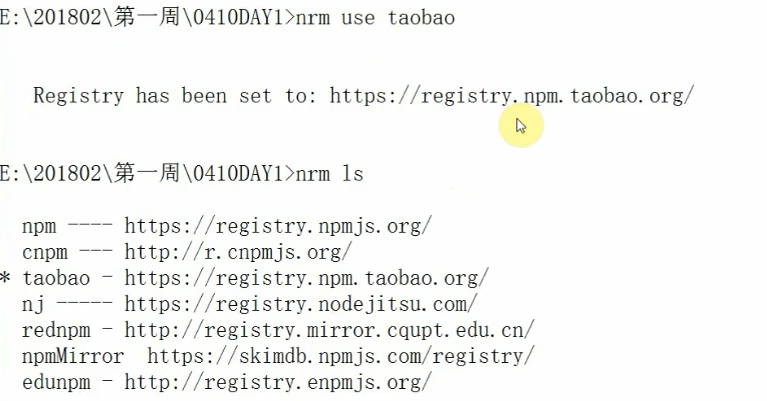 E:\201802\第一周\0410DAY1>nrm use taobao
Registry has been set to: https://registry.npm.taobao.org/
E:\201802\第一周\0410DAY1>nrm ls
npm ---- https://registry.npmjs.org/
cnpm --- http://r.cnpmjs.org/
* taobao - https://registry.npm.taobao.org/
nj ----- https://registry.nodejitsu.com/
rednpm - http://registry.mirror.cqupt.edu.cn/
npmMirror  https://skimdb.npmjs.com/registry/
edunpm - http://registry.enpmjs.org/